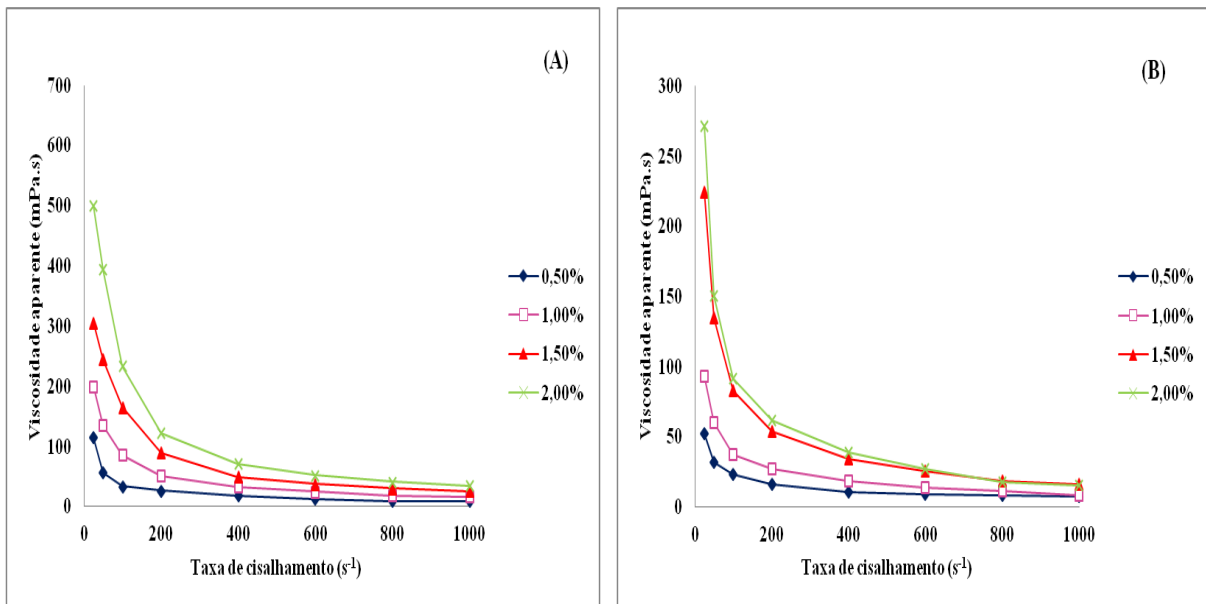 (A)
Viscosidade aparente (mPa.s)
700
600
500
400
300
200
100
0
0 200 400 600 800 1000
Taxa de cisalhamento (s⁻¹)
0,50%
1,00%
1,50%
2,00%
(B)
Viscosidade aparente (mPa.s)
300
250
200
150
100
50
0
0 200 400 600 800 1000
Taxa de cisalhamento (s⁻¹)
0,50%
1,00%
1,50%
2,00%